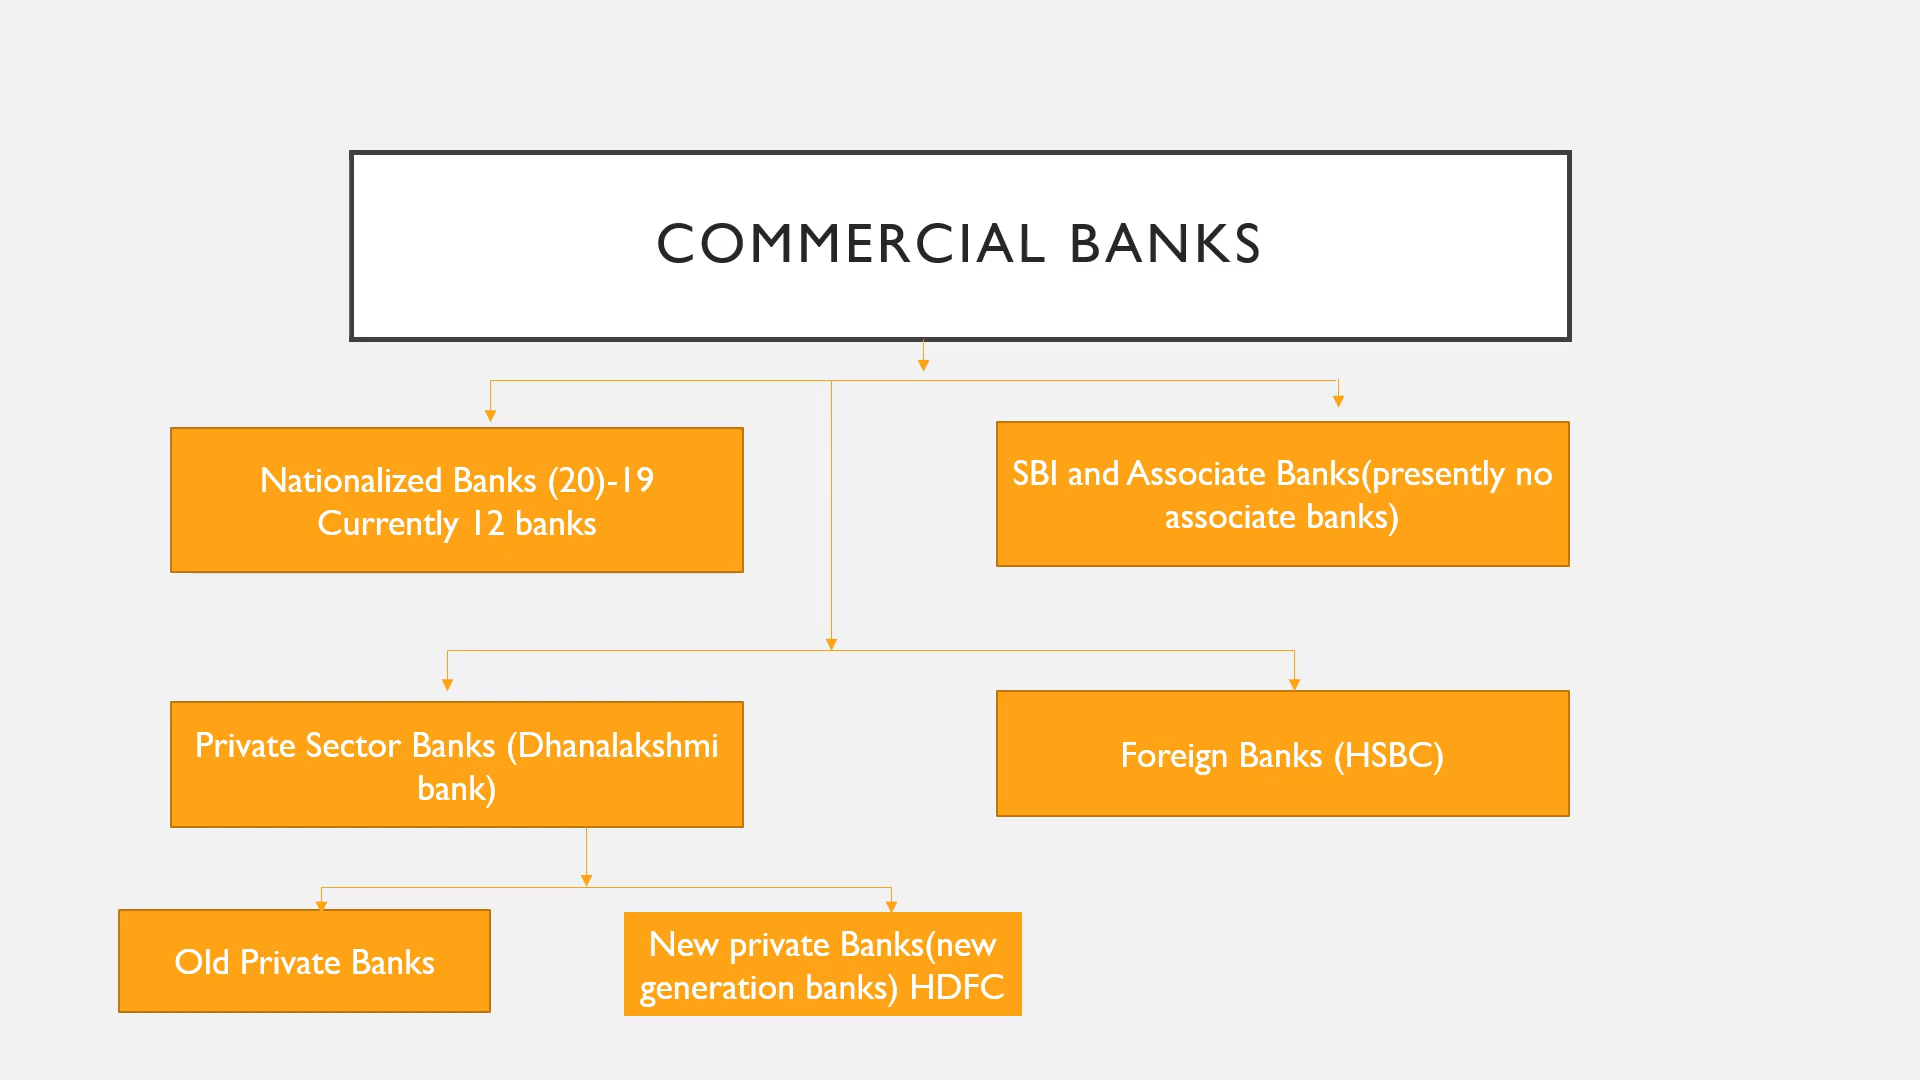 COMMERCIAL BANKS
Nationalized Banks (20)-19
Currently 12 banks
SBI and Associate Banks(presently no
associate banks)
Private Sector Banks (Dhanalakshmi
bank)
Foreign Banks (HSBC)
Old Private Banks
New private Banks(new
generation banks) HDFC